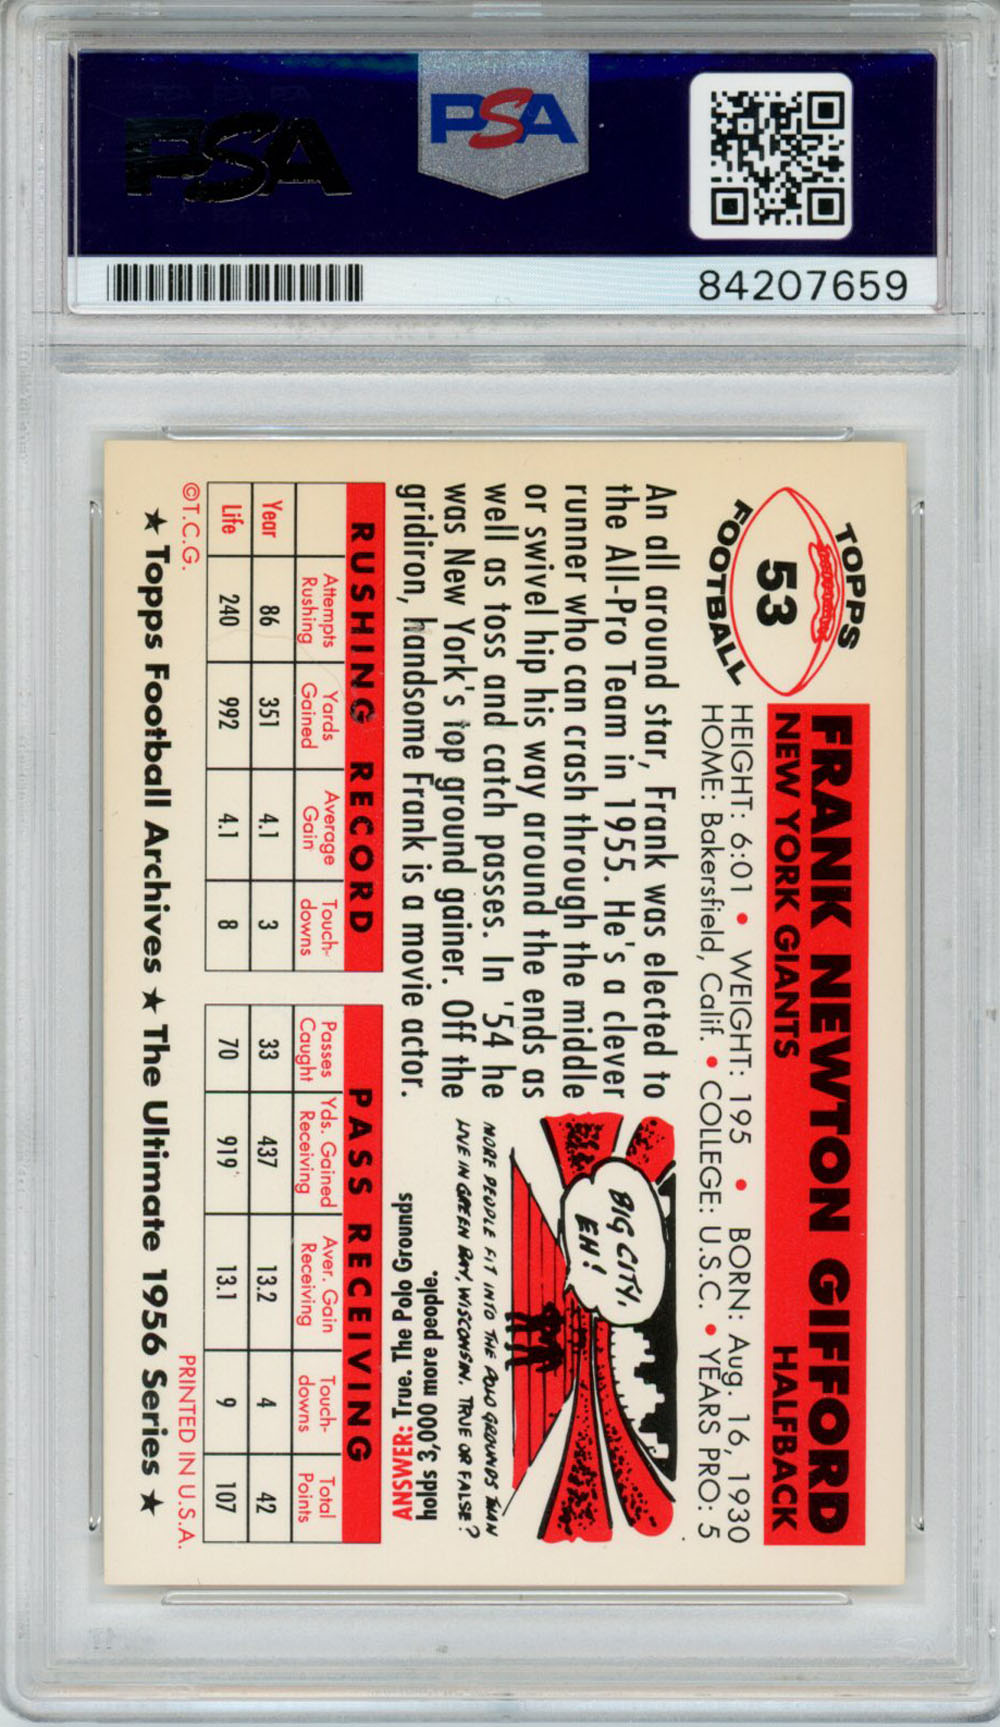 PSA
PSA
84207659
TOPPS
53
FOOTBALL
FRANK NEWTON GIFFORD
NEW YORK GIANTS HALFBACK
HEIGHT: 6:01 • WEIGHT: 195 • BORN: Aug. 16, 1930
HOME: Bakersfield, Calif. • COLLEGE: U.S.C. • YEARS PRO: 5
An all around star, Frank was elected to
the All-Pro Team in 1955. He's a clever
runner who can crash through the middle
or swivel hip his way around the ends as
well as toss and catch passes. In '54 he
was New York's top ground gainer. Off the
gridiron, handsome Frank is a movie actor.
BIG CITY,
EH!
MORE PEOPLE FIT INTO THE POLO GROUNDS THAN
LIVE IN GREEN BAY, WISCONSIN. TRUE OR FALSE?
ANSWER: True. The Polo Grounds
holds 3,000 more people.
RUSHING RECORD
Attempts Rushing Yards Gained Average Gain Touch-downs
Year 86 351 4.1 3
Life 240 992 4.1 8
PASS RECEIVING
Passes Caught Yds. Gained Receiving Aver. Gain Receiving Touch-downs Total Points
33 437 13.2 4 42
70 919 13.1 9 107
©T.C.G. PRINTED IN U.S.A.
★ Topps Football Archives ★ The Ultimate 1956 Series ★